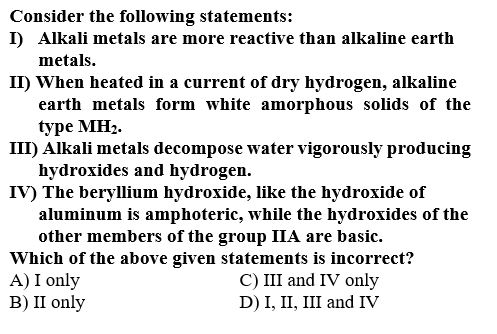 Consider the following statements:
I) Alkali metals are more reactive than alkaline earth
metals.
II) When heated in a current of dry hydrogen, alkaline
earth metals form white amorphous solids of the
type MH₂.
III) Alkali metals decompose water vigorously producing
hydroxides and hydrogen.
IV) The beryllium hydroxide, like the hydroxide of
aluminum is amphoteric, while the hydroxides of the
other members of the group IIA are basic.
Which of the above given statements is incorrect?
A) I only C) III and IV only
B) II only D) I, II, III and IV